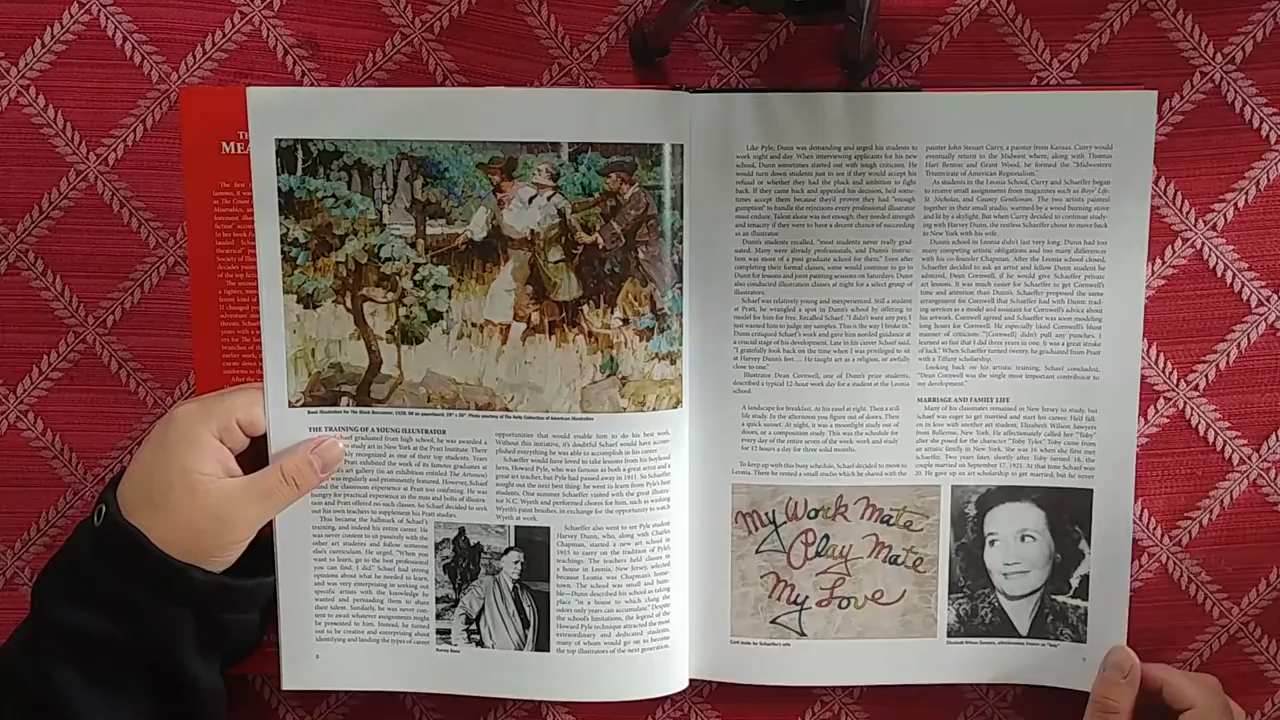 TH
MEA
The first
famous, it was
as The Count
Miserables, an
Book Illustration for The Black Buccaneer, 1929, Oil on paperboard, 29" x 36". Photo courtesy of The Kelly Collection of American Illustration
THE TRAINING OF A YOUNG ILLUSTRATOR
Schaef graduated from high school, he was awarded a
study art in New York at the Pratt Institute. There
recognized as one of their top students. Years
Pratt exhibited the work of its famous graduates at
art gallery (in an exhibition entitled The Artsmen)
was regularly and prominently featured. However, Schaef
the classroom experience at Pratt too confining. He was
hungry for practical experience in the nuts and bolts of illustra-
tion and Pratt offered no such classes. So Schaef decided to seek
out his own teachers to supplement his Pratt studies.
This became the hallmark of Schaef's
training, and indeed his entire career. He
was never content to sit passively with the
other art students and follow someone
else's curriculum. He urged, "When you
want to learn, go to the best professional
you can find, I did." Schaef had strong
opinions about what he needed to learn,
and was very enterprising in seeking out
specific artists with the knowledge he
wanted and persuading them to share
their talent. Similarly, he was never con-
tent to await whatever assignments might
be presented to him. Instead, he turned
out to be creative and enterprising about
identifying and landing the types of career
8
opportunities that would enable him to do his best work.
Without this initiative, it's doubtful Schaef would have accom-
plished everything he was able to accomplish in his career.
Schaeffer would have loved to take lessons from his boyhood
hero, Howard Pyle, who was famous as both a great artist and a
great art teacher, but Pyle had passed away in 1911. So Schaeffer
sought out the next best thing: he went to learn from Pyle's best
students. One summer Schaeffer visited with the great illustra-
tor N.C. Wyeth and performed chores for him, such as washing
Wyeth's paint brushes, in exchange for the opportunity to watch
Wyeth at work.
Schaeffer also went to see Pyle student
Harvey Dunn, who, along with Charles
Chapman, started a new art school in
1915 to carry on the tradition of Pyle's
teachings. The teachers held classes in
a house in Leonia, New Jersey, selected
because Leonia was Chapman's home-
town. The school was small and hum-
ble—Dunn described his school as taking
place "in a house to which clung the
odors only years can accumulate." Despite
the school's limitations, the legend of the
Howard Pyle technique attracted the most
extraordinary and dedicated students,
many of whom would go on to become
the top illustrators of the next generation.
Harvey Dunn
Like Pyle, Dunn was demanding and urged his students to
work night and day. When interviewing applicants for his new
school, Dunn sometimes started out with tough criticism. He
would turn down students just to see if they would accept his
refusal or whether they had the pluck and ambition to fight
back. If they came back and appealed his decision, he'd some-
times accept them because they'd proven they had "enough
gumption" to handle the rejections every professional illustrator
must endure. Talent alone was not enough; they needed strength
and tenacity if they were to have a decent chance of succeeding
as an illustrator.
Dunn's students recalled, "most students never really grad-
uated. Many were already professionals, and Dunn's instruc-
tion was more of a post graduate school for them." Even after
completing their formal classes, some would continue to go to
Dunn for lessons and joint painting sessions on Saturdays. Dunn
also conducted illustration classes at night for a select group of
illustrators.
Schaef was relatively young and inexperienced. Still a student
at Pratt, he wrangled a spot in Dunn's school by offering to
model for him for free. Recalled Schaef: "I didn't want any pay, I
just wanted him to judge my samples. This is the way I broke in."
Dunn critiqued Schaef's work and gave him needed guidance at
a crucial stage of his development. Late in his career Schaef said,
"I gratefully look back on the time when I was privileged to sit
at Harvey Dunn's feet.... He taught art as a religion, or awfully
close to one."
Illustrator Dean Cornwell, one of Dunn's prize students,
described a typical 12-hour work day for a student at the Leonia
school:
A landscape for breakfast. At his easel at eight. Then a still
life study. In the afternoon you figure out of doors. Then
a quick sunset. At night, it was a moonlight study out of
doors, or a composition study. This was the schedule for
every day of the entire seven of the week: work and study
for 12 hours a day for three solid months.
To keep up with this busy schedule, Schaef decided to move to
Leonia. There he rented a small studio which he shared with the
My Work Mate
Play Mate
My Love
Card made for Schaeffer's wife
painter John Steuart Curry, a painter from Kansas. Curry would
eventually return to the Midwest where, along with Thomas
Hart Benton and Grant Wood, he formed the "Midwestern
Triumvirate of American Regionalism."
As students in the Leonia School, Curry and Schaeffer began
to receive small assignments from magazines such as Boys' Life,
St. Nicholas, and Country Gentleman. The two artists painted
together in their small studio, warmed by a wood burning stove
and lit by a skylight. But when Curry decided to continue study-
ing with Harvey Dunn, the restless Schaeffer chose to move back
to New York with his wife.
Dunn's school in Leonia didn't last very long. Dunn had too
many competing artistic obligations and too many differences
with his co-founder Chapman. After the Leonia school closed,
Schaeffer decided to ask an artist and fellow Dunn student he
admired, Dean Cornwell, if he would give Schaeffer private
art lessons. It was much easier for Schaeffer to get Cornwell's
time and attention than Dunn's. Schaeffer proposed the same
arrangement for Cornwell that Schaeffer had with Dunn: trad-
ing services as a model and assistant for Cornwell's advice about
his artwork. Cornwell agreed and Schaeffer was soon modelling
long hours for Cornwell. He especially liked Cornwell's blunt
manner of criticism: "[Cornwell] didn't pull any punches. I
learned so fast that I did three years in one. It was a great stroke
of luck." When Schaeffer turned twenty, he graduated from Pratt
with a Tiffany scholarship.
Looking back on his artistic training, Schaef concluded,
"Dean Cornwell was the single most important contributor to
my development."
MARRIAGE AND FAMILY LIFE
Many of his classmates remained in New Jersey to study, but
Schaef was eager to get married and start his career. He'd fall-
en in love with another art student, Elizabeth Wilson Sawyers
from Bellerose, New York. He affectionately called her "Toby"
after she posed for the character "Toby Tyler." Toby came from
an artistic family in New York. She was 16 when she first met
Schaeffer. Two years later, shortly after Toby turned 18, the
couple married on September 17, 1921. At that time Schaef was
20. He gave up an art scholarship to get married, but he never
Elizabeth Wilson Sawyers, affectionately known as "Toby"
9